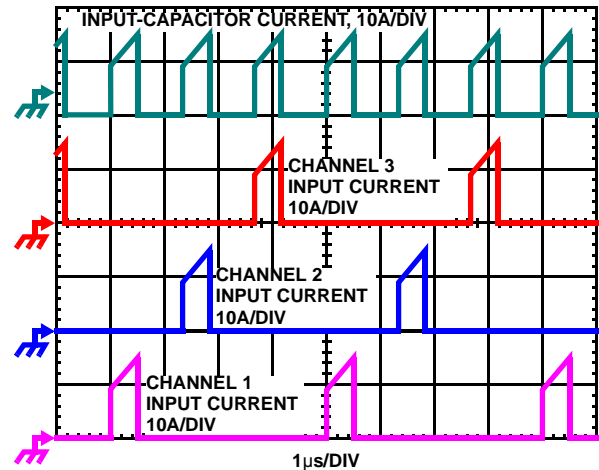 INPUT-CAPACITOR CURRENT, 10A/DIV
CHANNEL 3
INPUT CURRENT
10A/DIV
CHANNEL 2
INPUT CURRENT
10A/DIV
CHANNEL 1
INPUT CURRENT
10A/DIV
1μs/DIV